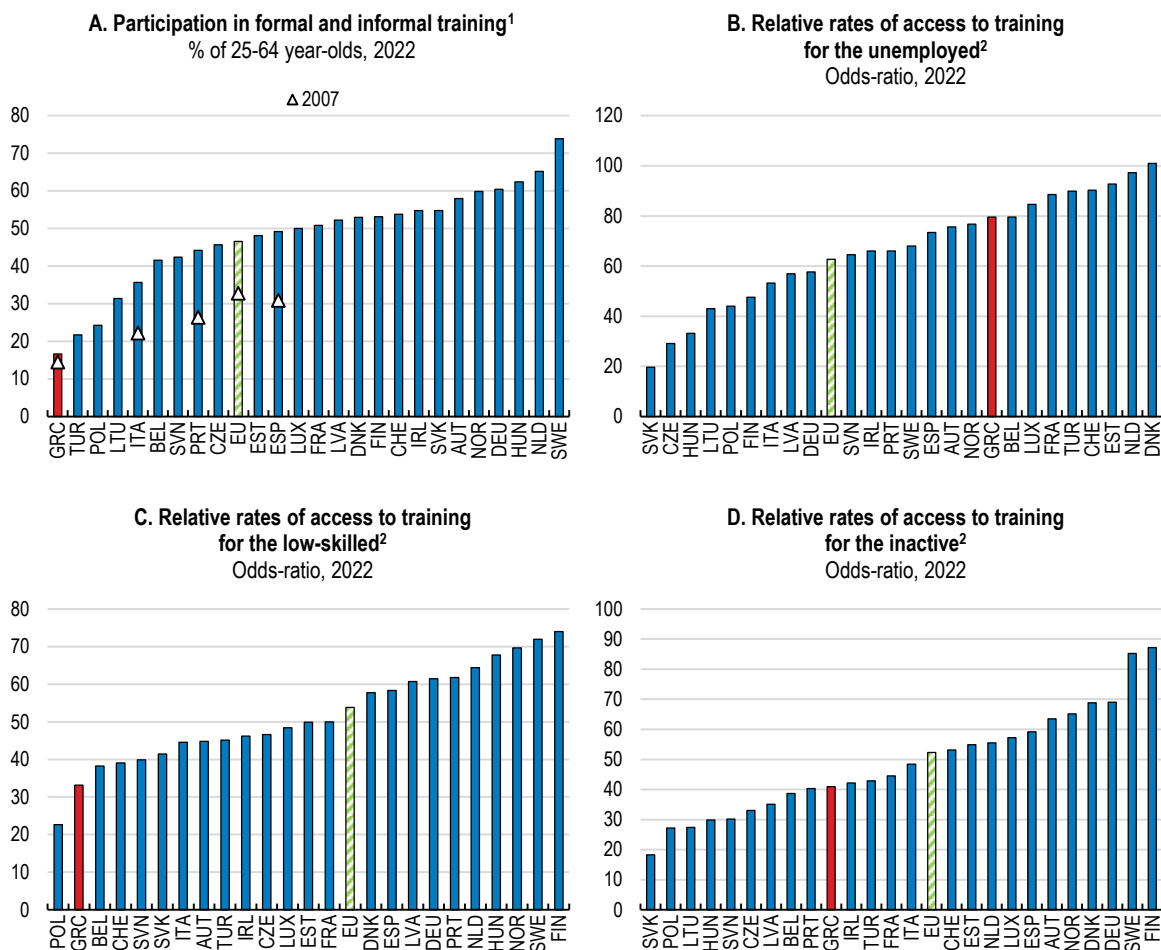 A. Participation in formal and informal training¹
% of 25-64 year-olds, 2022
△ 2007
80
70
60
50
40
30
20
10
0
GRC TUR POL LTU ITA BEL SVN PRT CZE EU EST ESP LUX FRA LVA DNK FIN CHE IRL SVK AUT NOR DEU HUN NLD SWE
B. Relative rates of access to training
for the unemployed²
Odds-ratio, 2022
120
100
80
60
40
20
0
SVK CZE HUN LTU POL FIN ITA LVA DEU EU SVN IRL PRT SWE ESP AUT NOR GRC BEL LUX FRA TUR CHE EST NLD DNK
C. Relative rates of access to training
for the low-skilled²
Odds-ratio, 2022
80
70
60
50
40
30
20
10
0
POL GRC BEL CHE SVN SVK ITA AUT TUR IRL CZE LUX EST FRA EU DNK ESP LVA DEU PRT NLD HUN NOR SWE FIN
D. Relative rates of access to training
for the inactive²
Odds-ratio, 2022
100
90
80
70
60
50
40
30
20
10
0
SVK POL LTU HUN SVN CZE LVA BEL PRT GRC IRL TUR FRA ITA EU CHE EST NLD LUX ESP AUT NOR DNK DEU SWE FIN